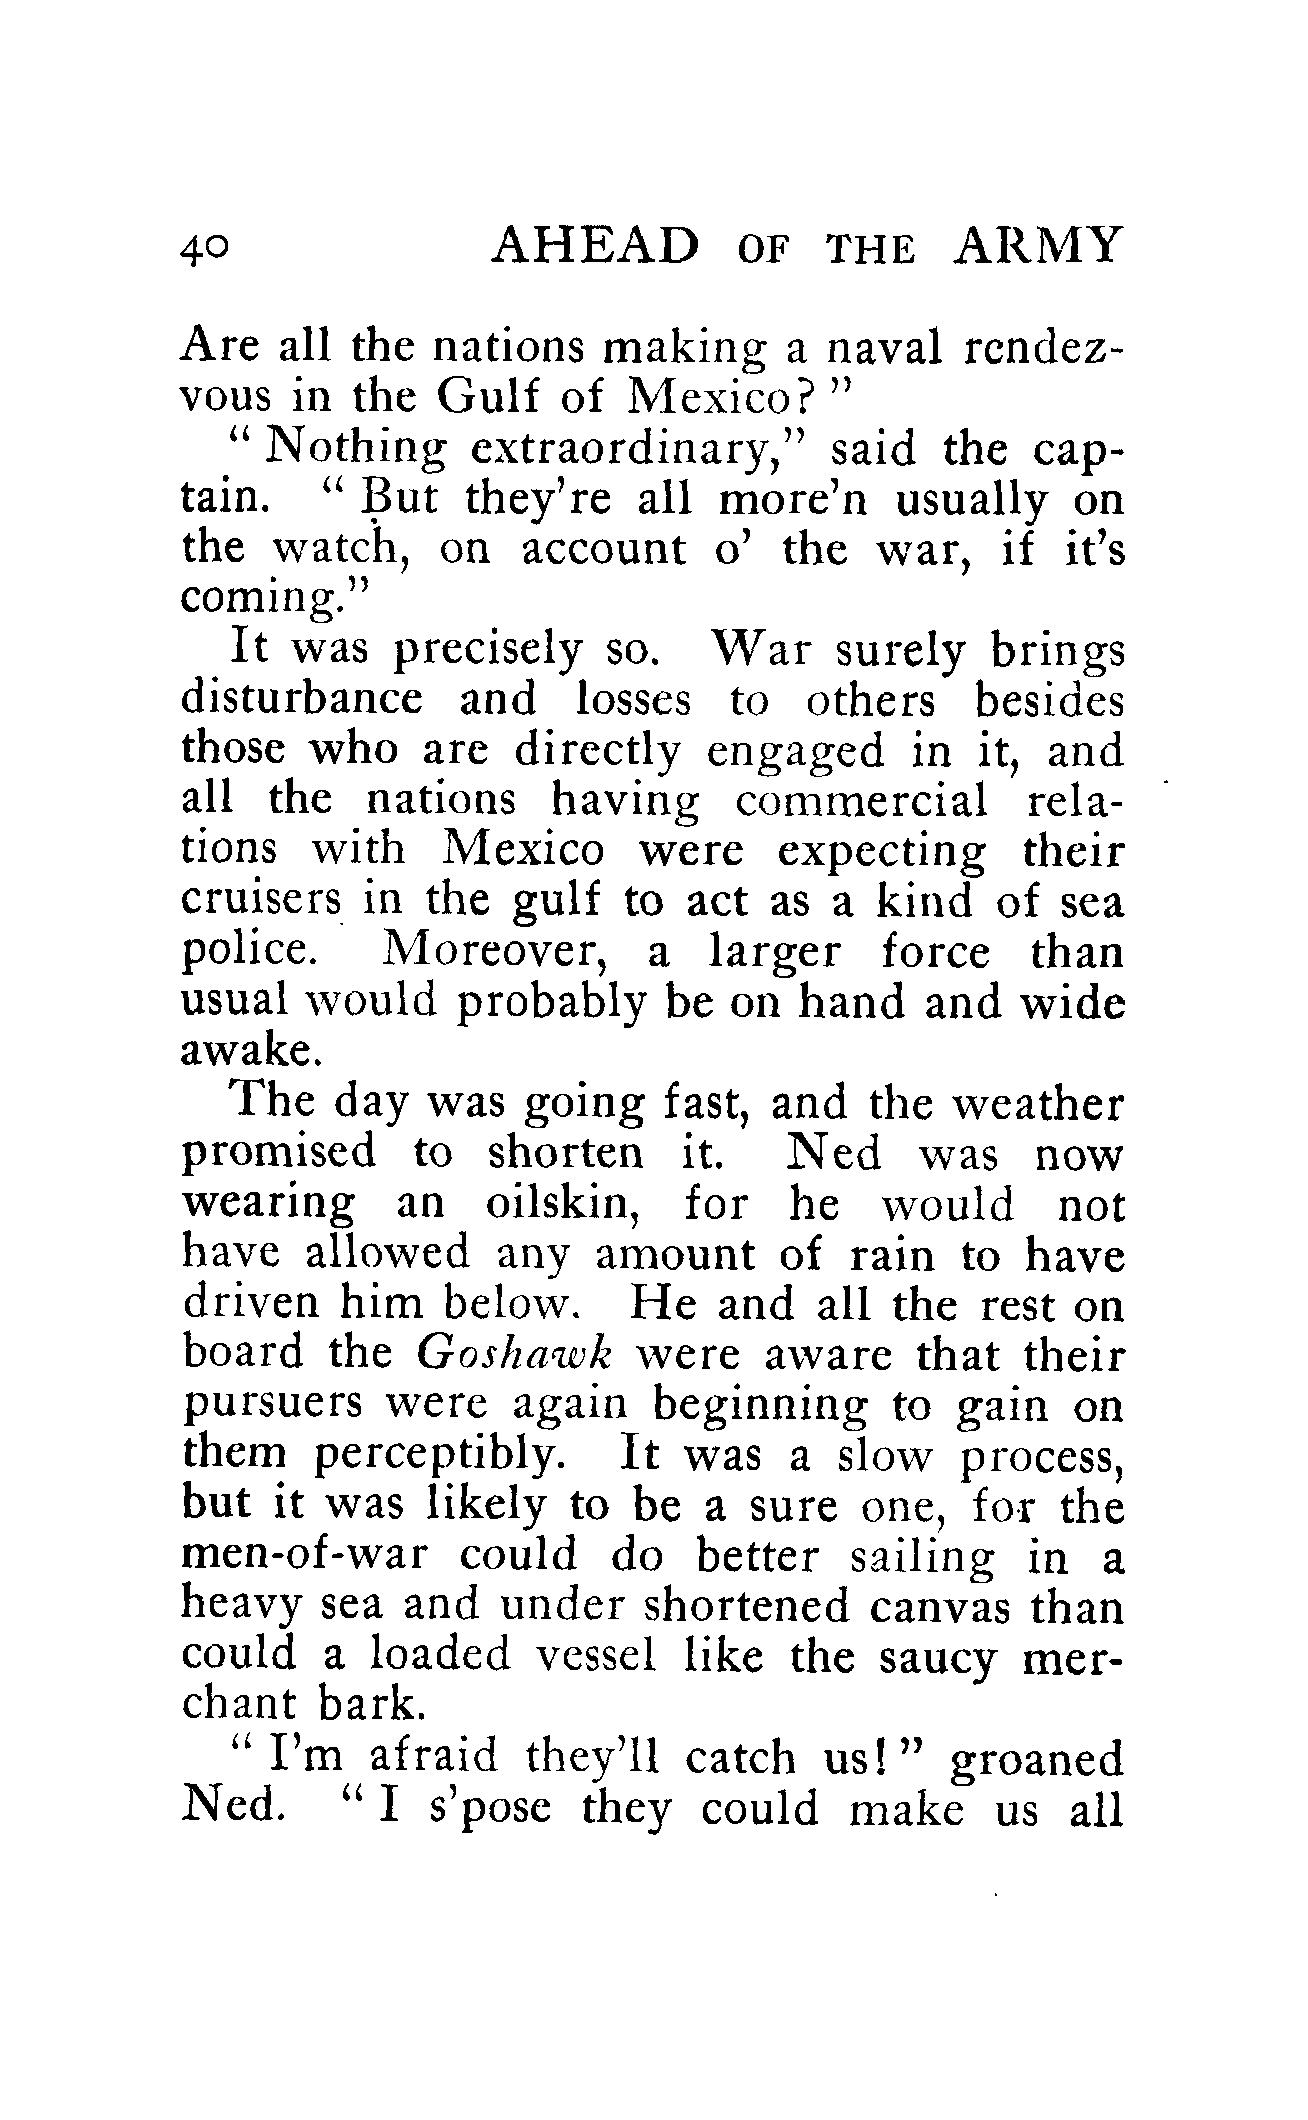 40 AHEAD OF THE ARMY
Are all the nations making a naval rendez-
vous in the Gulf of Mexico? "
" Nothing extraordinary," said the cap-
tain. " But they're all more'n usually on
the watch, on account o' the war, if it's
coming."
It was precisely so. War surely brings
disturbance and losses to others besides
those who are directly engaged in it, and
all the nations having commercial rela-
tions with Mexico were expecting their
cruisers in the gulf to act as a kind of sea
police. Moreover, a larger force than
usual would probably be on hand and wide
awake.
The day was going fast, and the weather
promised to shorten it. Ned was now
wearing an oilskin, for he would not
have allowed any amount of rain to have
driven him below. He and all the rest on
board the Goshawk were aware that their
pursuers were again beginning to gain on
them perceptibly. It was a slow process,
but it was likely to be a sure one, for the
men-of-war could do better sailing in a
heavy sea and under shortened canvas than
could a loaded vessel like the saucy mer-
chant bark.
" I'm afraid they'll catch us! " groaned
Ned. " I s'pose they could make us all